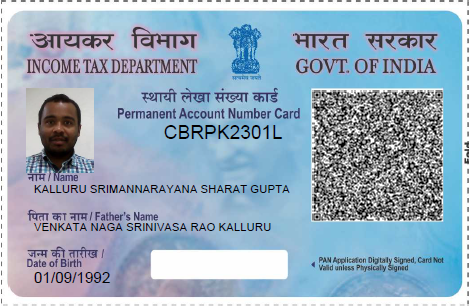 आयकर विभाग
INCOME TAX DEPARTMENT
सत्यमेव जयते
भारत सरकार
GOVT. OF INDIA
स्थायी लेखा संख्या कार्ड
Permanent Account Number Card
CBRPK2301L
नाम / Name
KALLURU SRIMANNARAYANA SHARAT GUPTA
पिता का नाम / Father's Name
VENKATA NAGA SRINIVASA RAO KALLURU
जन्म की तारीख /
Date of Birth
01/09/1992
PAN Application Digitally Signed, Card Not
Valid unless Physically Signed